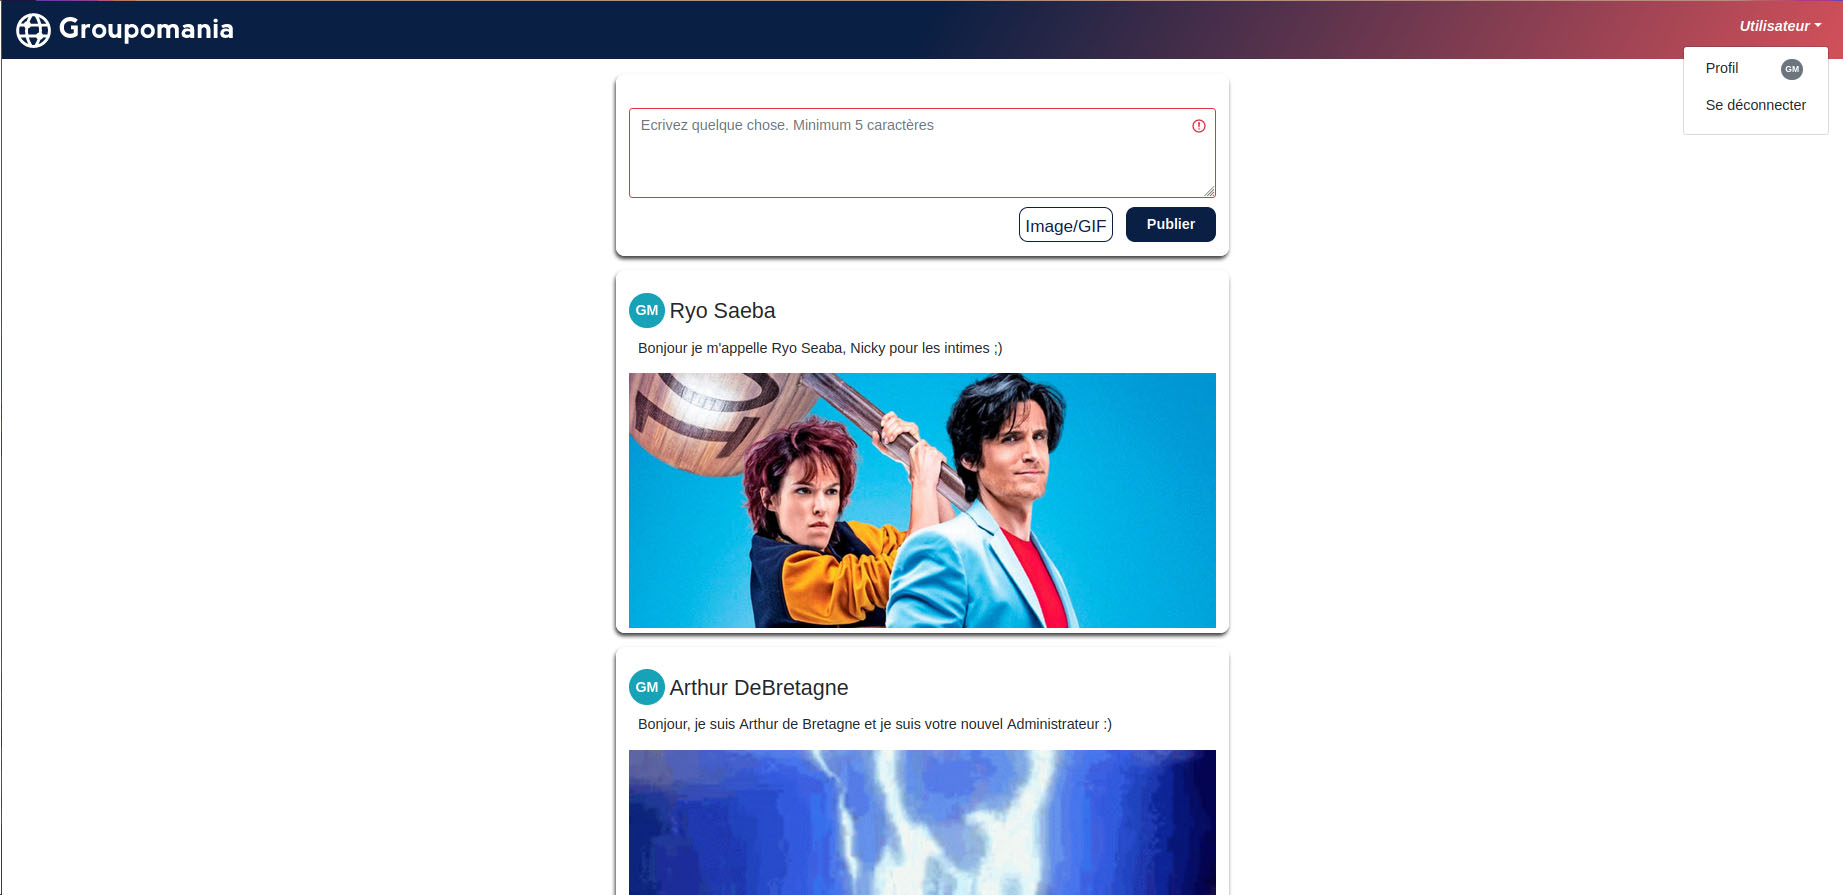 Groupomania
Utilisateur
Profil GM
Se déconnecter
Ecrivez quelque chose. Minimum 5 caractères
Image/GIF Publier
GM Ryo Saeba
Bonjour je m'appelle Ryo Seaba, Nicky pour les intimes ;)
10
GM Arthur DeBretagne
Bonjour, je suis Arthur de Bretagne et je suis votre nouvel Administrateur :)